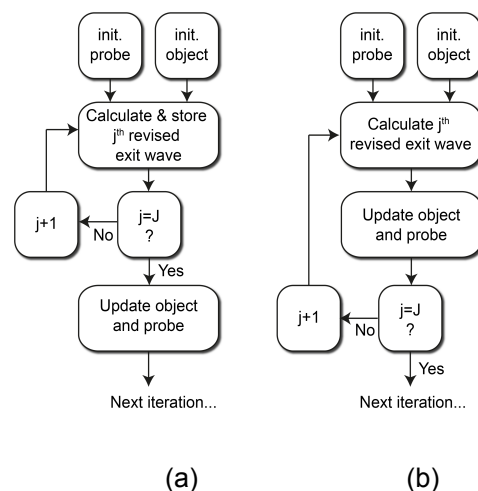 init.
probe
init.
object
Calculate & store
jth revised
exit wave
j+1
No
j=J
?
Yes
Update object
and probe
Next iteration...
(a)
init.
probe
init.
object
Calculate jth
revised exit wave
Update object
and probe
j+1
No
j=J
?
Yes
Next iteration...
(b)